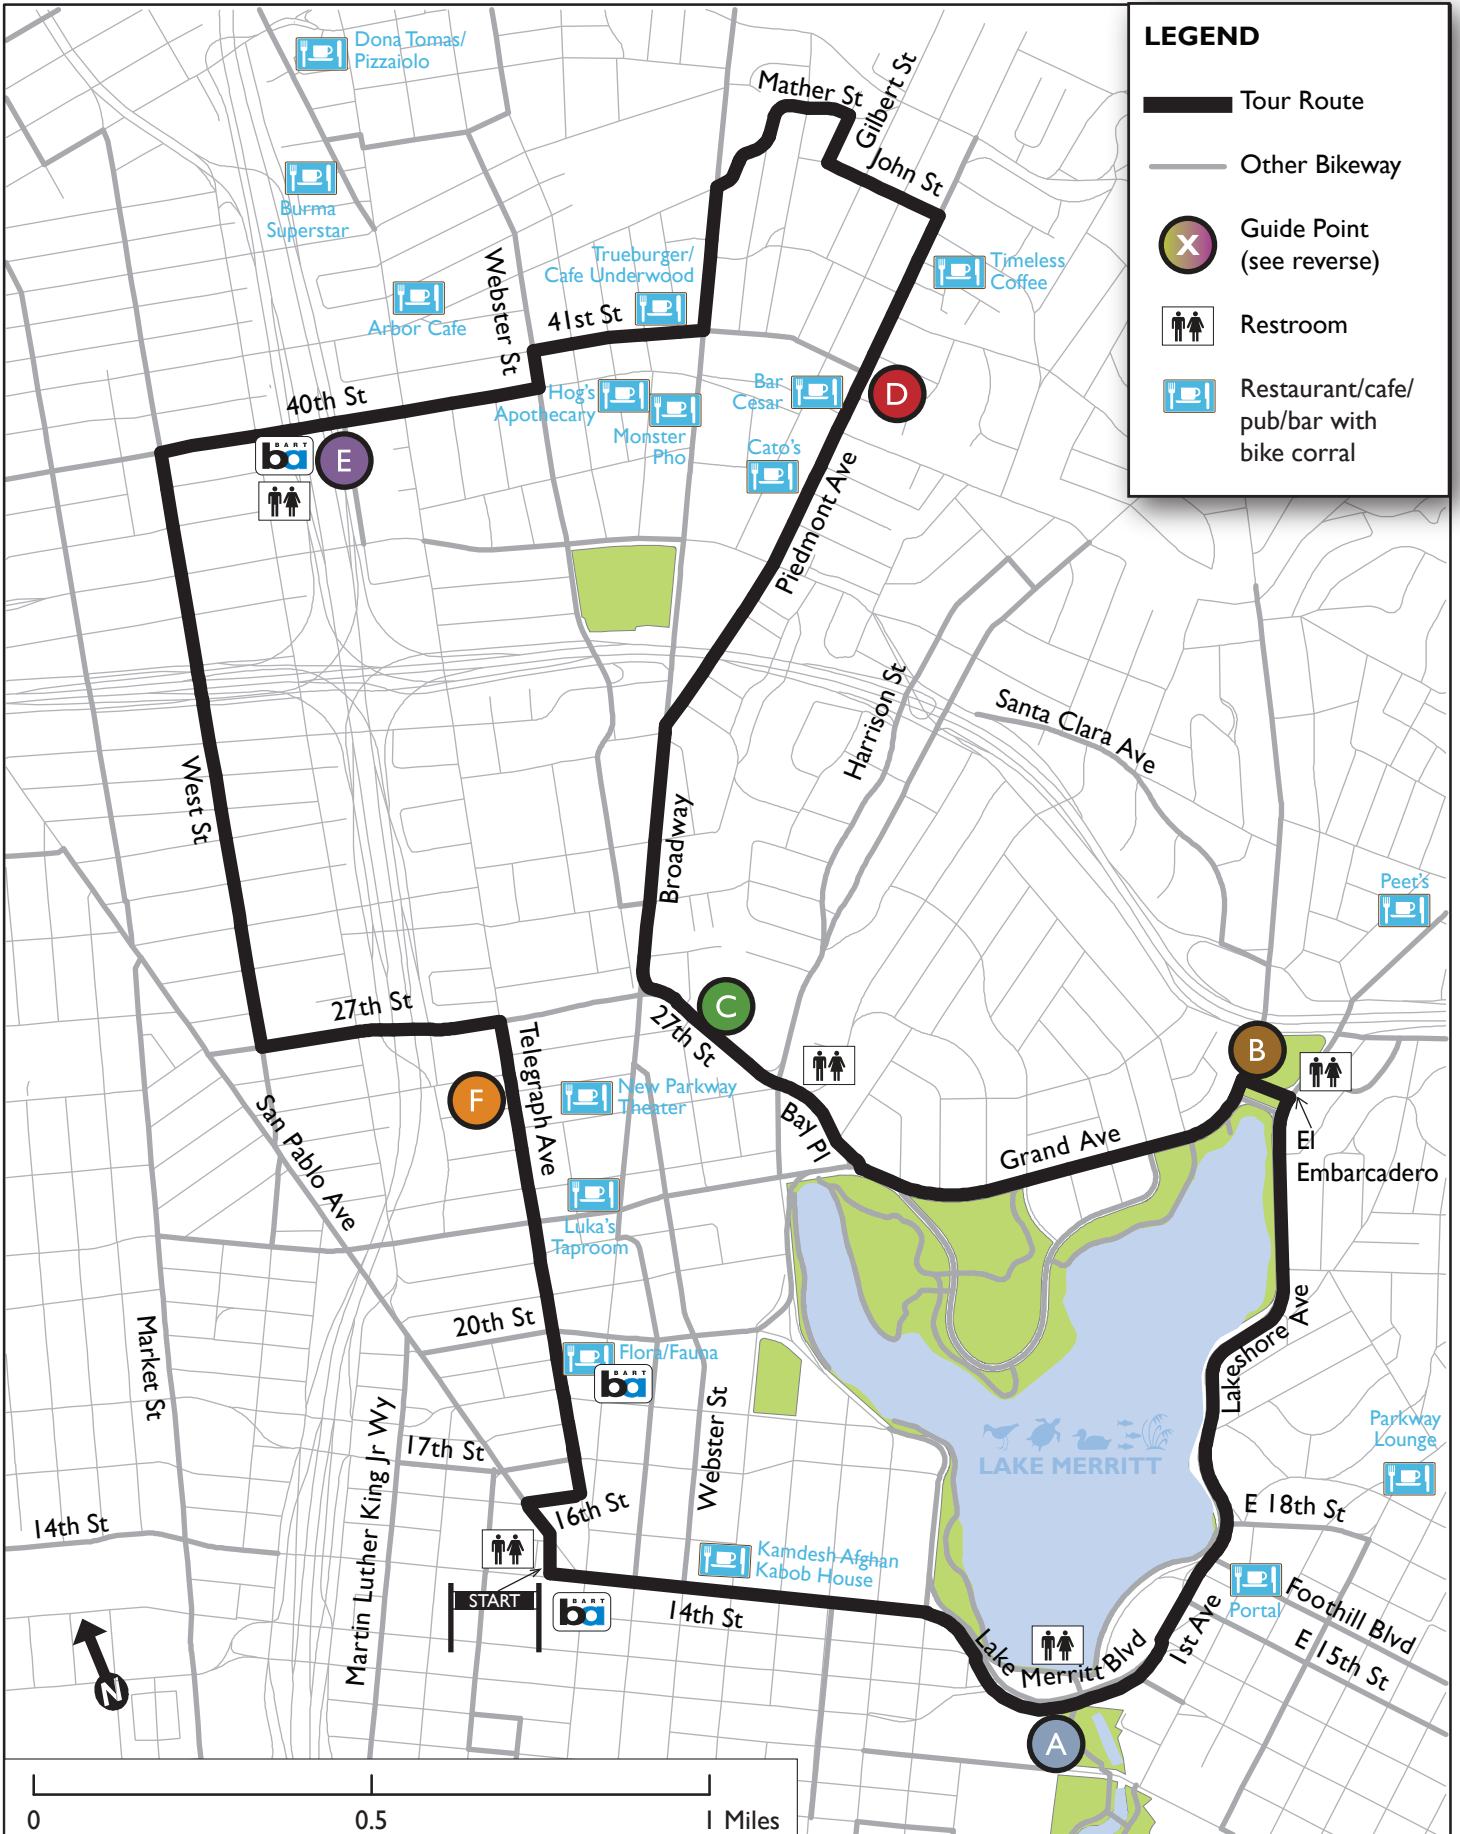 LEGEND
Tour Route
Other Bikeway
X
Guide Point
(see reverse)
Restroom
Restaurant/cafe/
pub/bar with
bike corral
Dona Tomas/
Pizzaiolo
Mather St
Gilbert St
John St
Burma
Superstar
Webster St
Trueburger/
Cafe Underwood
Timeless
Coffee
Arbor Cafe
41st St
40th St
Hog's
Apothecary
Bar
Cesar
D
Monster
Pho
Cato's
BART
ba
E
Piedmont Ave
Harrison St
Santa Clara Ave
West St
Broadway
Peet's
27th St
C
27th St
Telegraph Ave
B
F
New Parkway
Theater
San Pablo Ave
Bay Pl
Grand Ave
El
Embarcadero
Luka's
Taproom
20th St
Flora/Fauna
BART
ba
Market St
Lakeshore Ave
Martin Luther King Jr Wy
17th St
Webster St
LAKE MERRITT
Parkway
Lounge
14th St
16th St
E 18th St
Kamdesh Afghan
Kabob House
START
BART
ba
14th St
Portal
Foothill Blvd
1st Ave
E 15th St
Lake Merritt Blvd
N
A
0
0.5
1 Miles